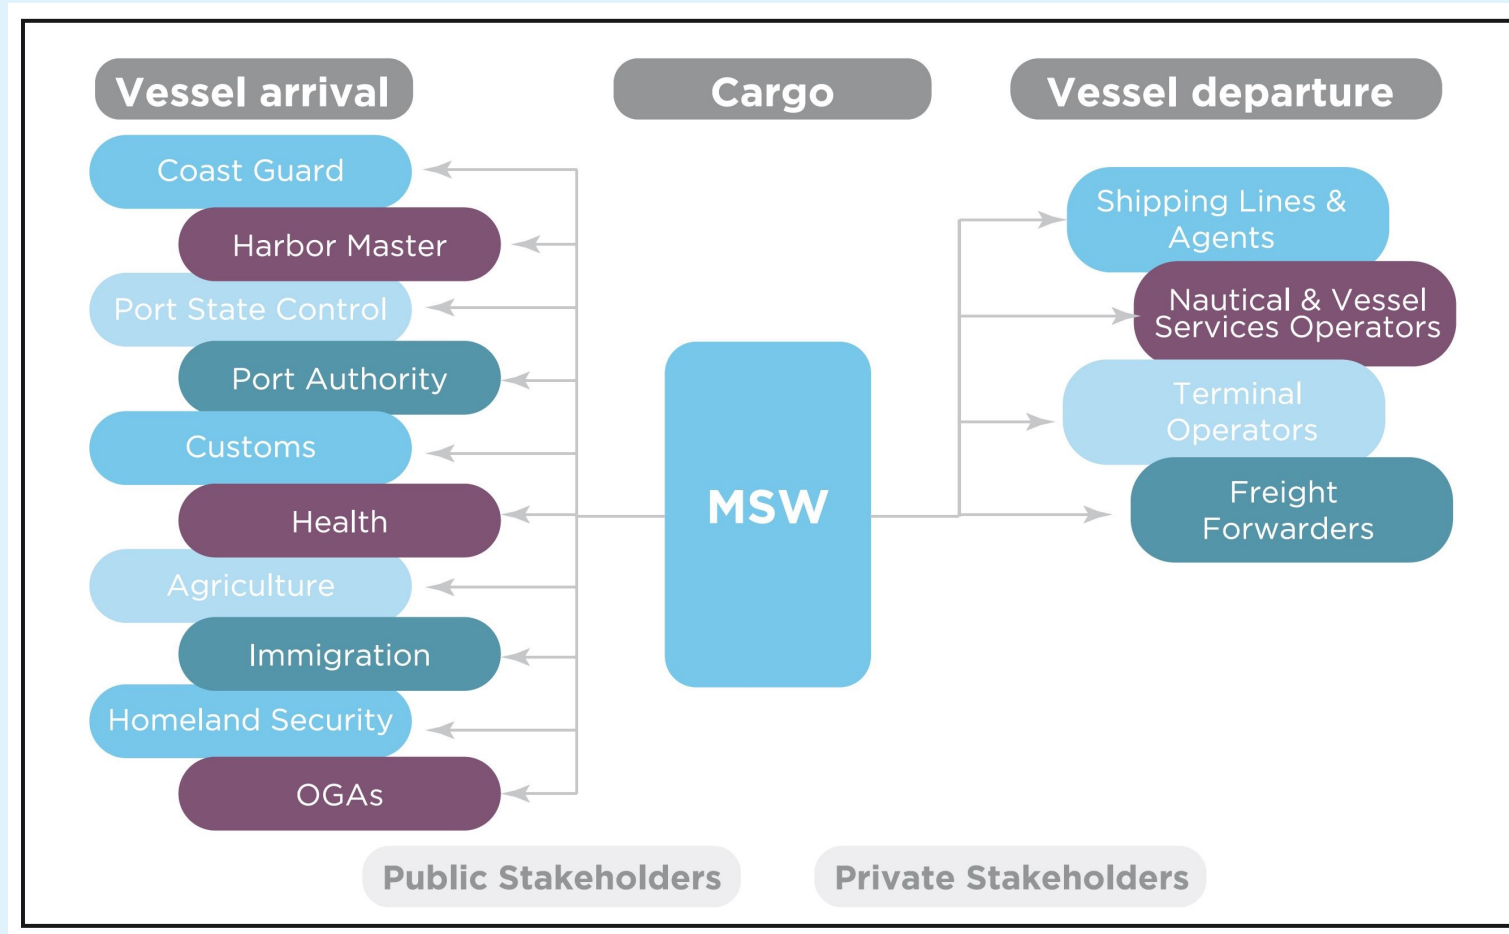 Vessel arrival
Cargo
Vessel departure
Coast Guard
Harbor Master
Port State Control
Port Authority
Customs
Health
Agriculture
Immigration
Homeland Security
OGAs
MSW
Shipping Lines &
Agents
Nautical & Vessel
Services Operators
Terminal
Operators
Freight
Forwarders
Public Stakeholders
Private Stakeholders